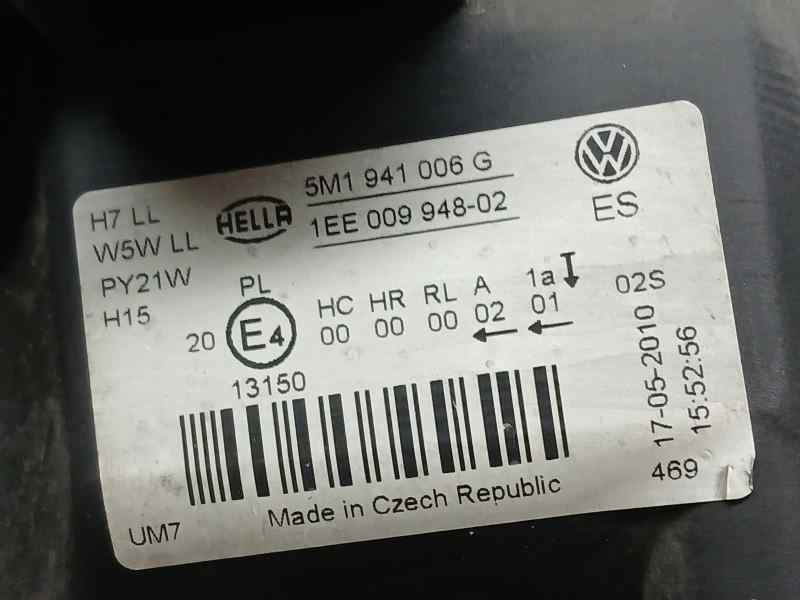 H7 LL
W5W LL
PY21W
H15
HELLA
5M1 941 006 G
1EE 009 948-02
VW
ES
PL
20 E4
13150
HC HR RL A 1a
00 00 00 02 01
02S
17-05-2010
15:52:56
469
UM7
Made in Czech Republic